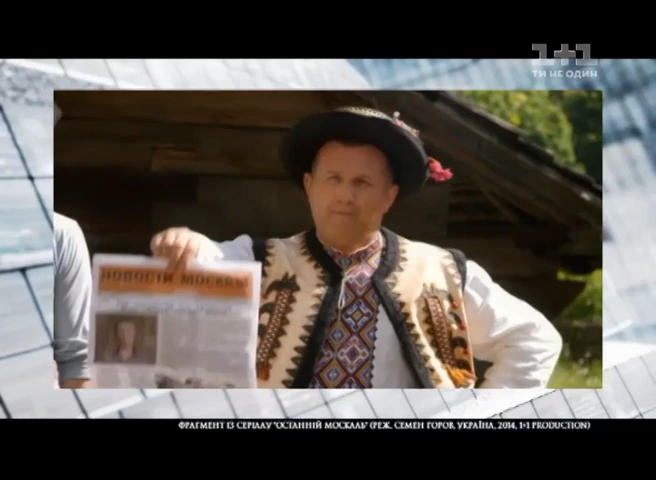 1+1
ТИ НЕ ОДИН
НОВОСТИ МОСКВЫ
ФРАГМЕНТ ІЗ СЕРІАЛУ "ОСТАННІЙ МОСКАЛЬ" (РЕЖ. СЕМЕН ГОРОВ, УКРАЇНА, 2014, 1+1 PRODUCTION)